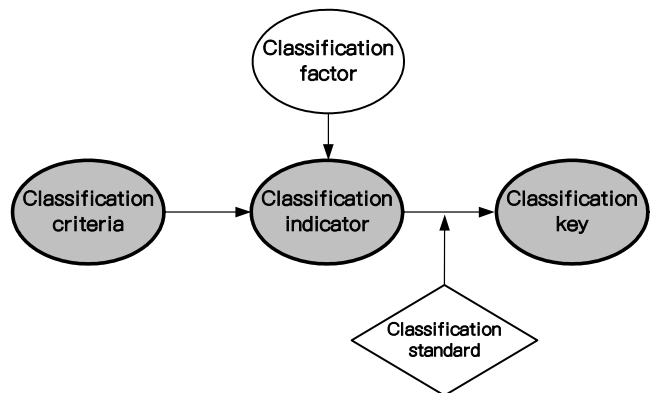 Classification
factor
Classification
criteria
Classification
indicator
Classification
key
Classification
standard